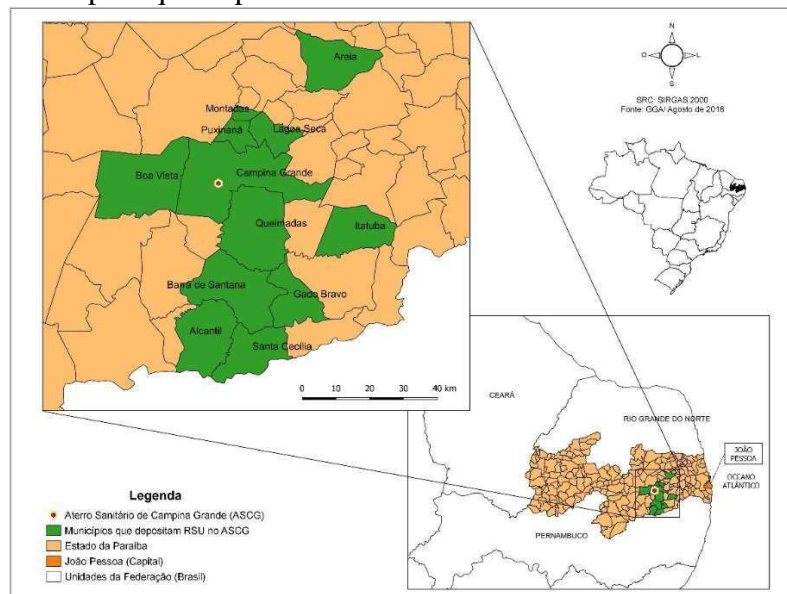 Areia
Montadas
Puxinanã
Lagoa Seca
Boa Vista
Campina Grande
Queimadas
Itatuba
Barra de Santana
Gado Bravo
Alcantil
Santa Cecília
0 10 20 30 40 km
N
O
L
S
SRC: SIRGAS 2000
Fonte: GGA/ Agosto de 2018
CEARÁ
RIO GRANDE DO NORTE
JOÃO
PESSOA
OCEANO
ATLÂNTICO
PERNAMBUCO
Legenda
Aterro Sanitário de Campina Grande (ASCG)
Municípios que depositam RSU no ASCG
Estado da Paraíba
João Pessoa (Capital)
Unidades da Federação (Brasil)